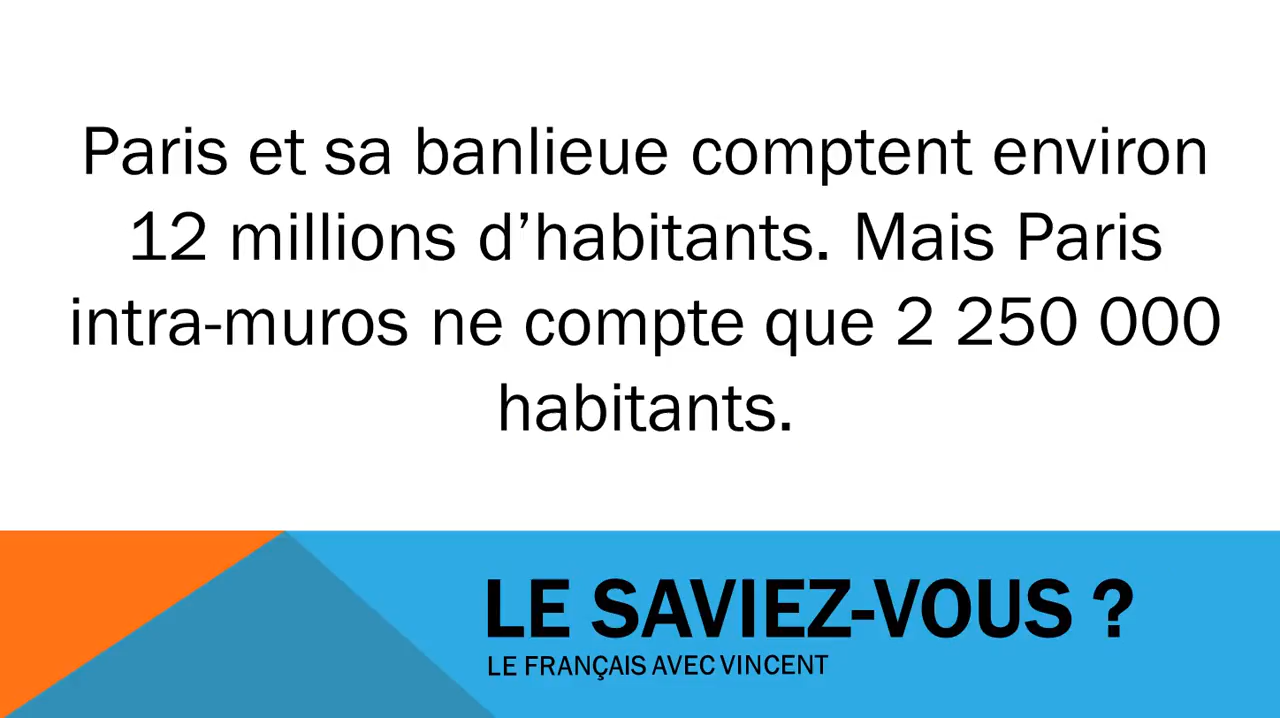 Paris et sa banlieue comptent environ
12 millions d’habitants. Mais Paris
intra-muros ne compte que 2 250 000
habitants.
LE SAVIEZ-VOUS ?
LE FRANÇAIS AVEC VINCENT